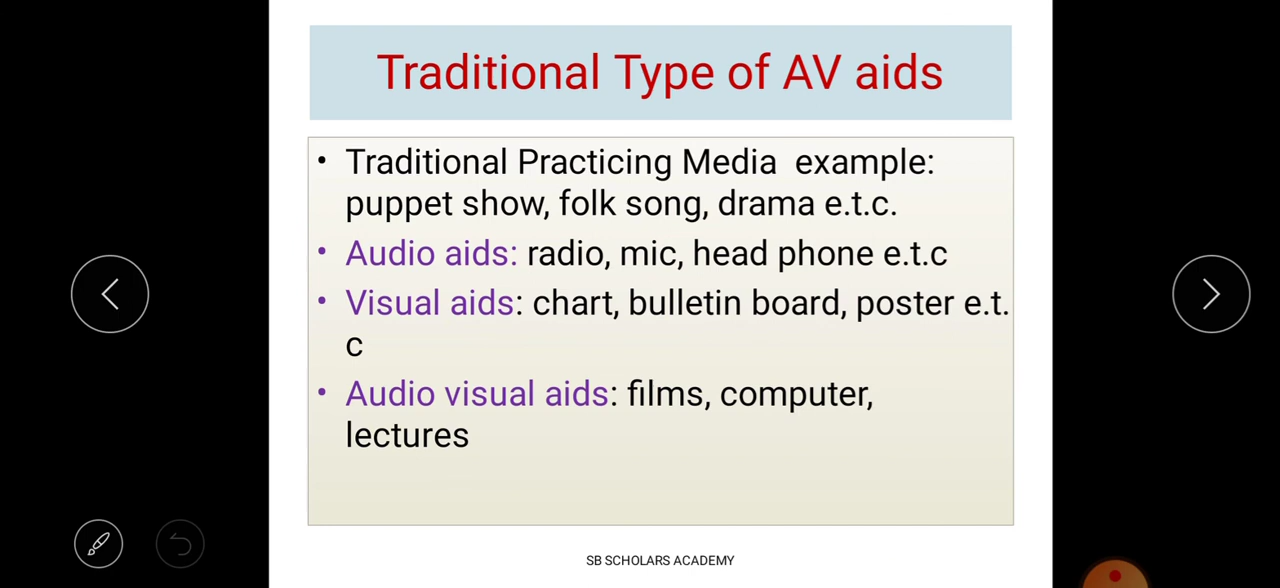 Traditional Type of AV aids
• Traditional Practicing Media  example:
puppet show, folk song, drama e.t.c.
• Audio aids: radio, mic, head phone e.t.c
• Visual aids: chart, bulletin board, poster e.t.
c
• Audio visual aids: films, computer,
lectures
SB SCHOLARS ACADEMY